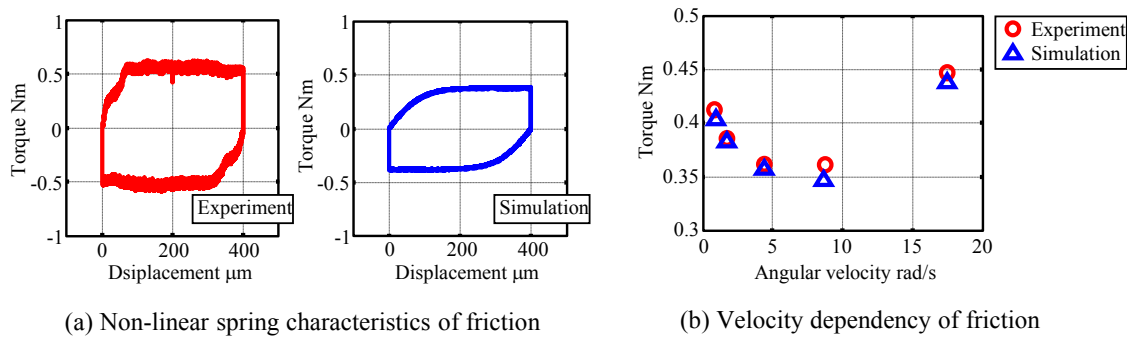 Torque Nm
1
0.5
0
-0.5
-1
0 200 400
Dsiplacement μm
Experiment
Torque Nm
1
0.5
0
-0.5
-1
0 200 400
Displacement μm
Simulation
(a) Non-linear spring characteristics of friction
Torque Nm
0.5
0.45
0.4
0.35
0.3
0 5 10 15 20
Angular velocity rad/s
Experiment
Simulation
(b) Velocity dependency of friction